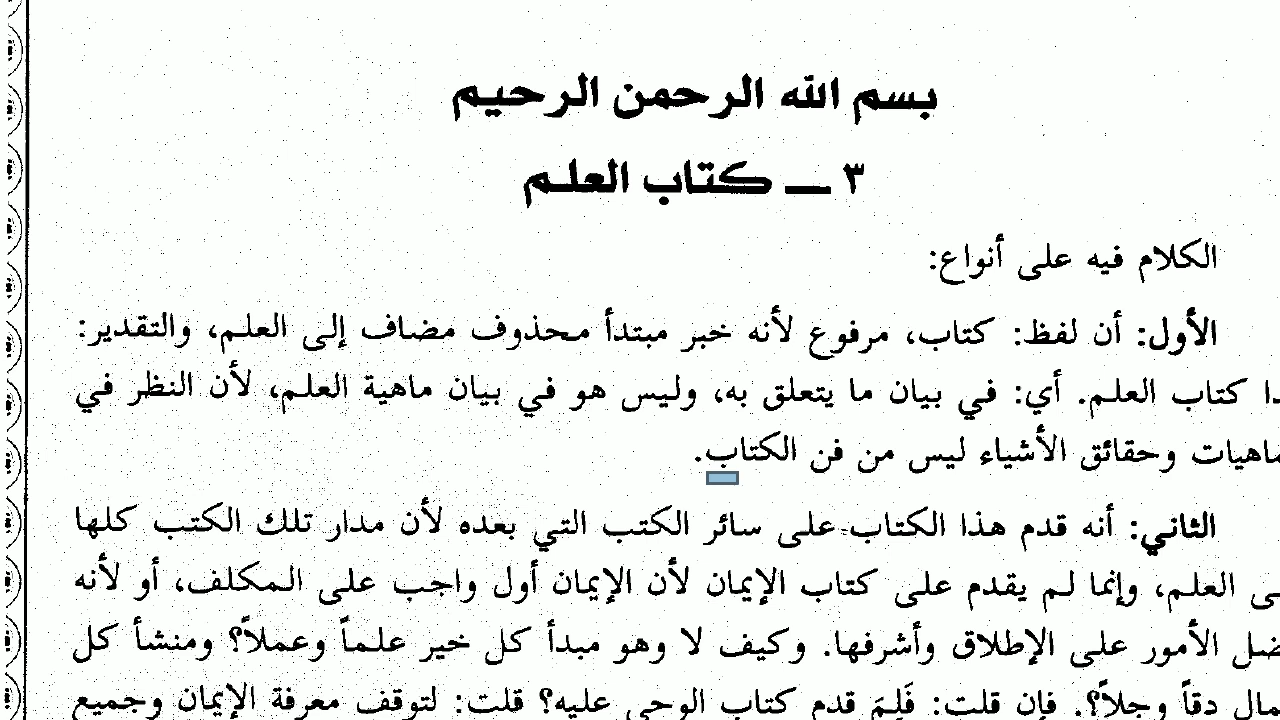 بسم الله الرحمن الرحيم
٣ ــ كتاب العلم
الكلام فيه على أنواع:
الأول: أن لفظ: كتاب، مرفوع لأنه خبر مبتدأ محذوف مضاف إلى العلم، والتقدير:
كتاب العلم. أي: في بيان ما يتعلق به، وليس هو في بيان ماهية العلم، لأن النظر في
وحقائق الأشياء ليس من فن الكتاب.
الثاني: أنه قدم هذا الكتاب على سائر الكتب التي بعده لأن مدار تلك الكتب كلها
العلم، وإنما لم يقدم على كتاب الإيمان لأن الإيمان أول واجب على المكلف، أو لأنه
الأمور على الإطلاق وأشرفها. وكيف لا وهو مبدأ كل خير علماً وعملاً؟ ومنشأ كل
دقاً وجلاً؟. فإن قلت: فَلِمَ قدم كتاب الوحي عليه؟ قلت: لتوقف معرفة الإيمان وجميع